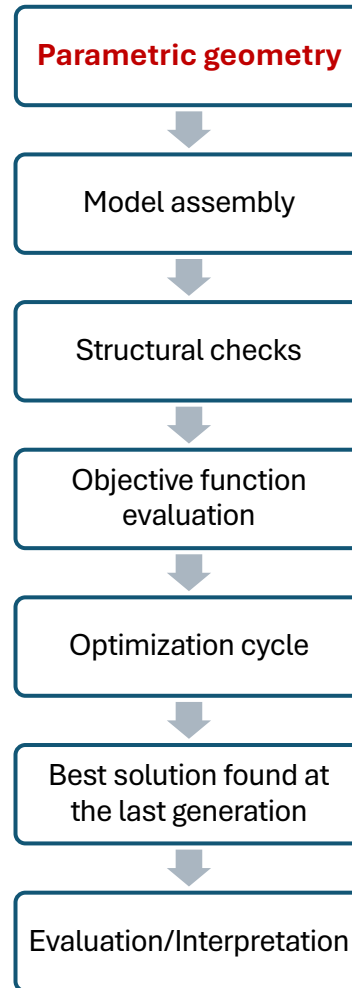 Parametric geometry
Model assembly
Structural checks
Objective function
evaluation
Optimization cycle
Best solution found at
the last generation
Evaluation/Interpretation